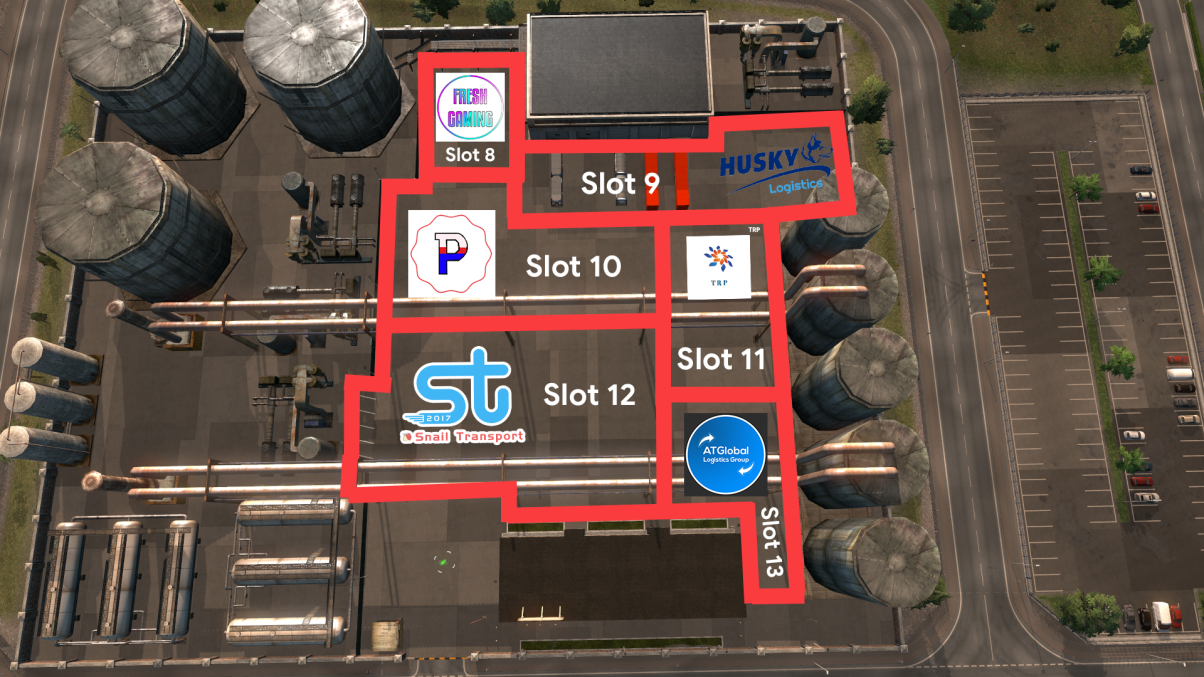 FRESH
GAMING
Slot 8
Slot 9
HUSKY
Logistics
P
Slot 10
TRP
TRP
Slot 11
st
2017
Snail Transport
Slot 12
ATGlobal
Logistics Group
Slot 13